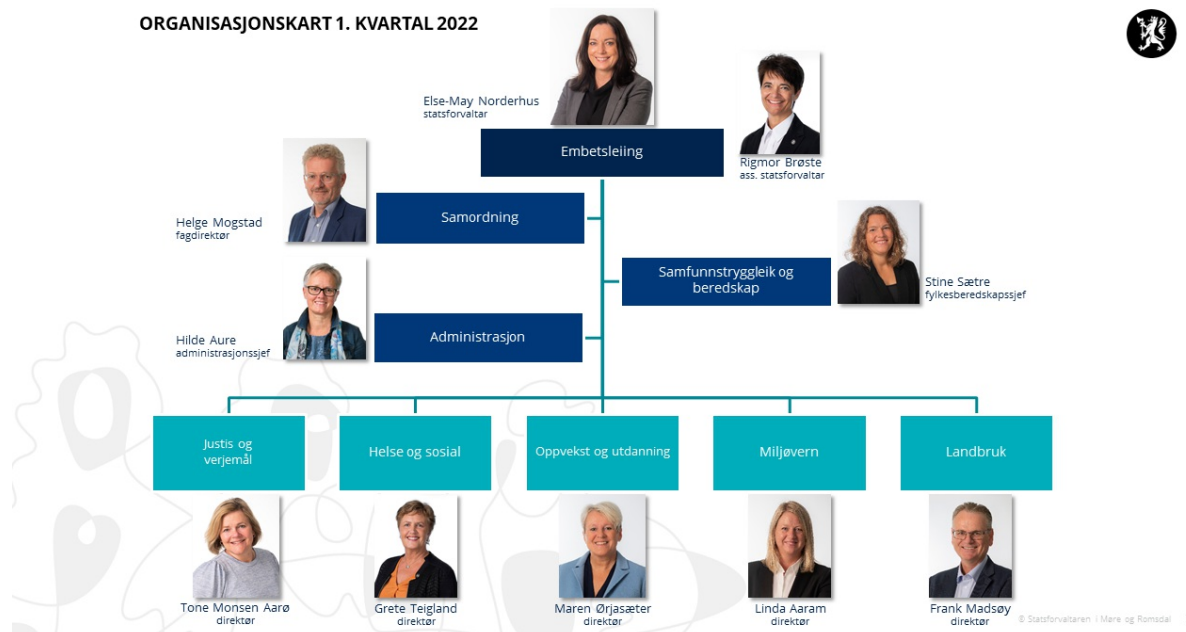 ORGANISASJONSKART 1. KVARTAL 2022
Else-May Norderhus
statsforvaltar
Embetsleiing
Rigmor Brøste
ass. statsforvaltar
Helge Mogstad
fagdirektør
Samordning
Samfunnstryggleik og
beredskap
Stine Sætre
fylkesberedskapssjef
Hilde Aure
administrasjonssjef
Administrasjon
Justis og
verjemål
Helse og sosial
Oppvekst og utdanning
Miljøvern
Landbruk
Tone Monsen Aarø
direktør
Grete Teigland
direktør
Maren Ørjasæter
direktør
Linda Aaram
direktør
Frank Madsøy
direktør
© Statsforvaltaren i Møre og Romsdal